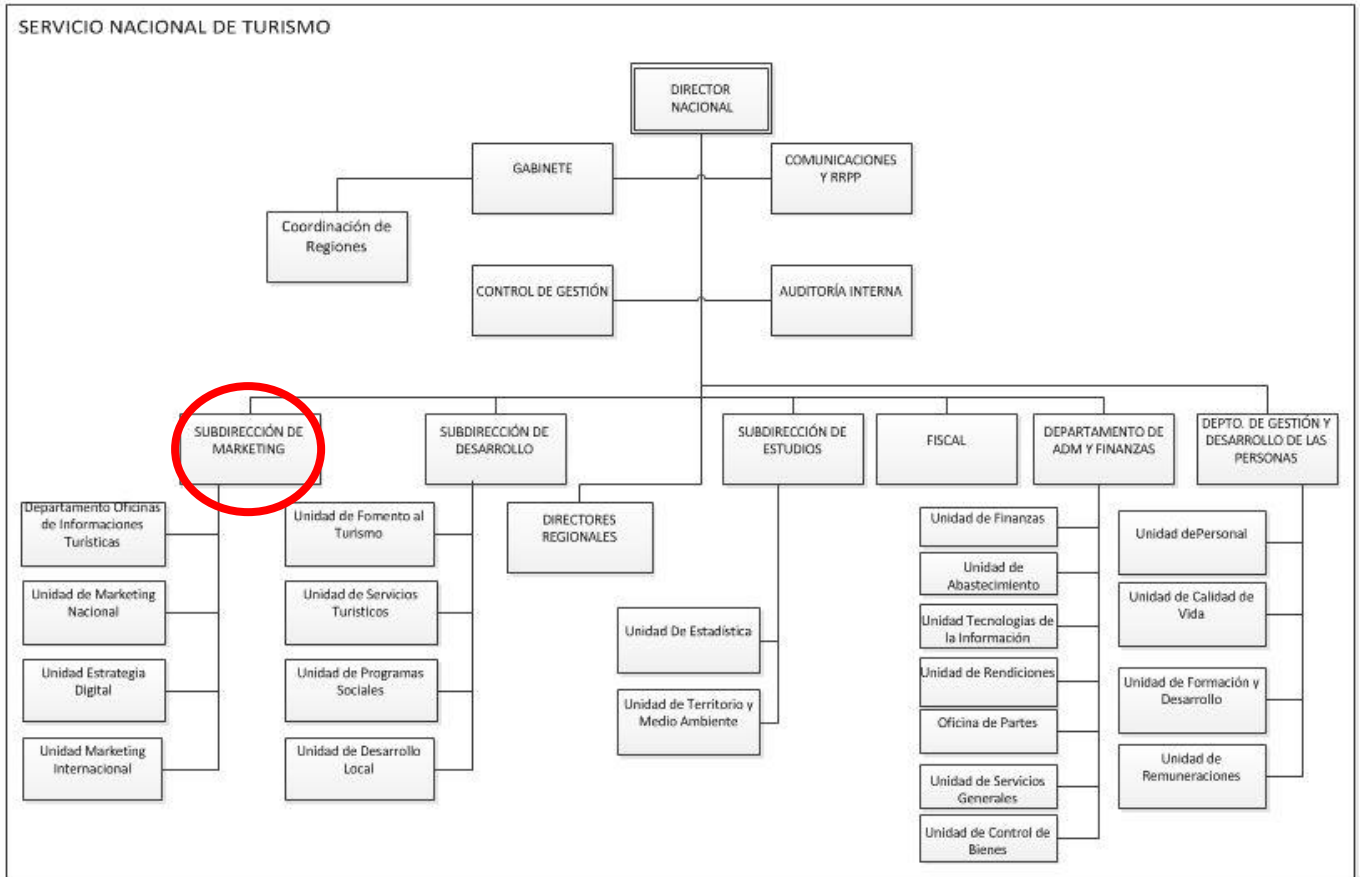 SERVICIO NACIONAL DE TURISMO
DIRECTOR
NACIONAL
GABINETE
COMUNICACIONES
Y RRPP
Coordinación de
Regiones
CONTROL DE GESTIÓN
AUDITORÍA INTERNA
SUBDIRECCIÓN DE
MARKETING
SUBDIRECCIÓN DE
DESARROLLO
SUBDIRECCIÓN DE
ESTUDIOS
FISCAL
DEPARTAMENTO DE
ADM Y FINANZAS
DEPTO. DE GESTIÓN Y
DESARROLLO DE LAS
PERSONAS
Departamento Oficinas
de Informaciones
Turísticas
Unidad de Marketing
Nacional
Unidad Estrategia
Digital
Unidad Marketing
Internacional
Unidad de Fomento al
Turismo
Unidad de Servicios
Turisticos
Unidad de Programas
Sociales
Unidad de Desarrollo
Local
DIRECTORES
REGIONALES
Unidad De Estadística
Unidad de Territorio y
Medio Ambiente
Unidad de Finanzas
Unidad de
Abastecimiento
Unidad Tecnologias de
la Información
Unidad de Rendiciones
Oficina de Partes
Unidad de Servicios
Generales
Unidad de Control de
Bienes
Unidad dePersonal
Unidad de Calidad de
Vida
Unidad de Formación y
Desarrollo
Unidad de
Remuneraciones